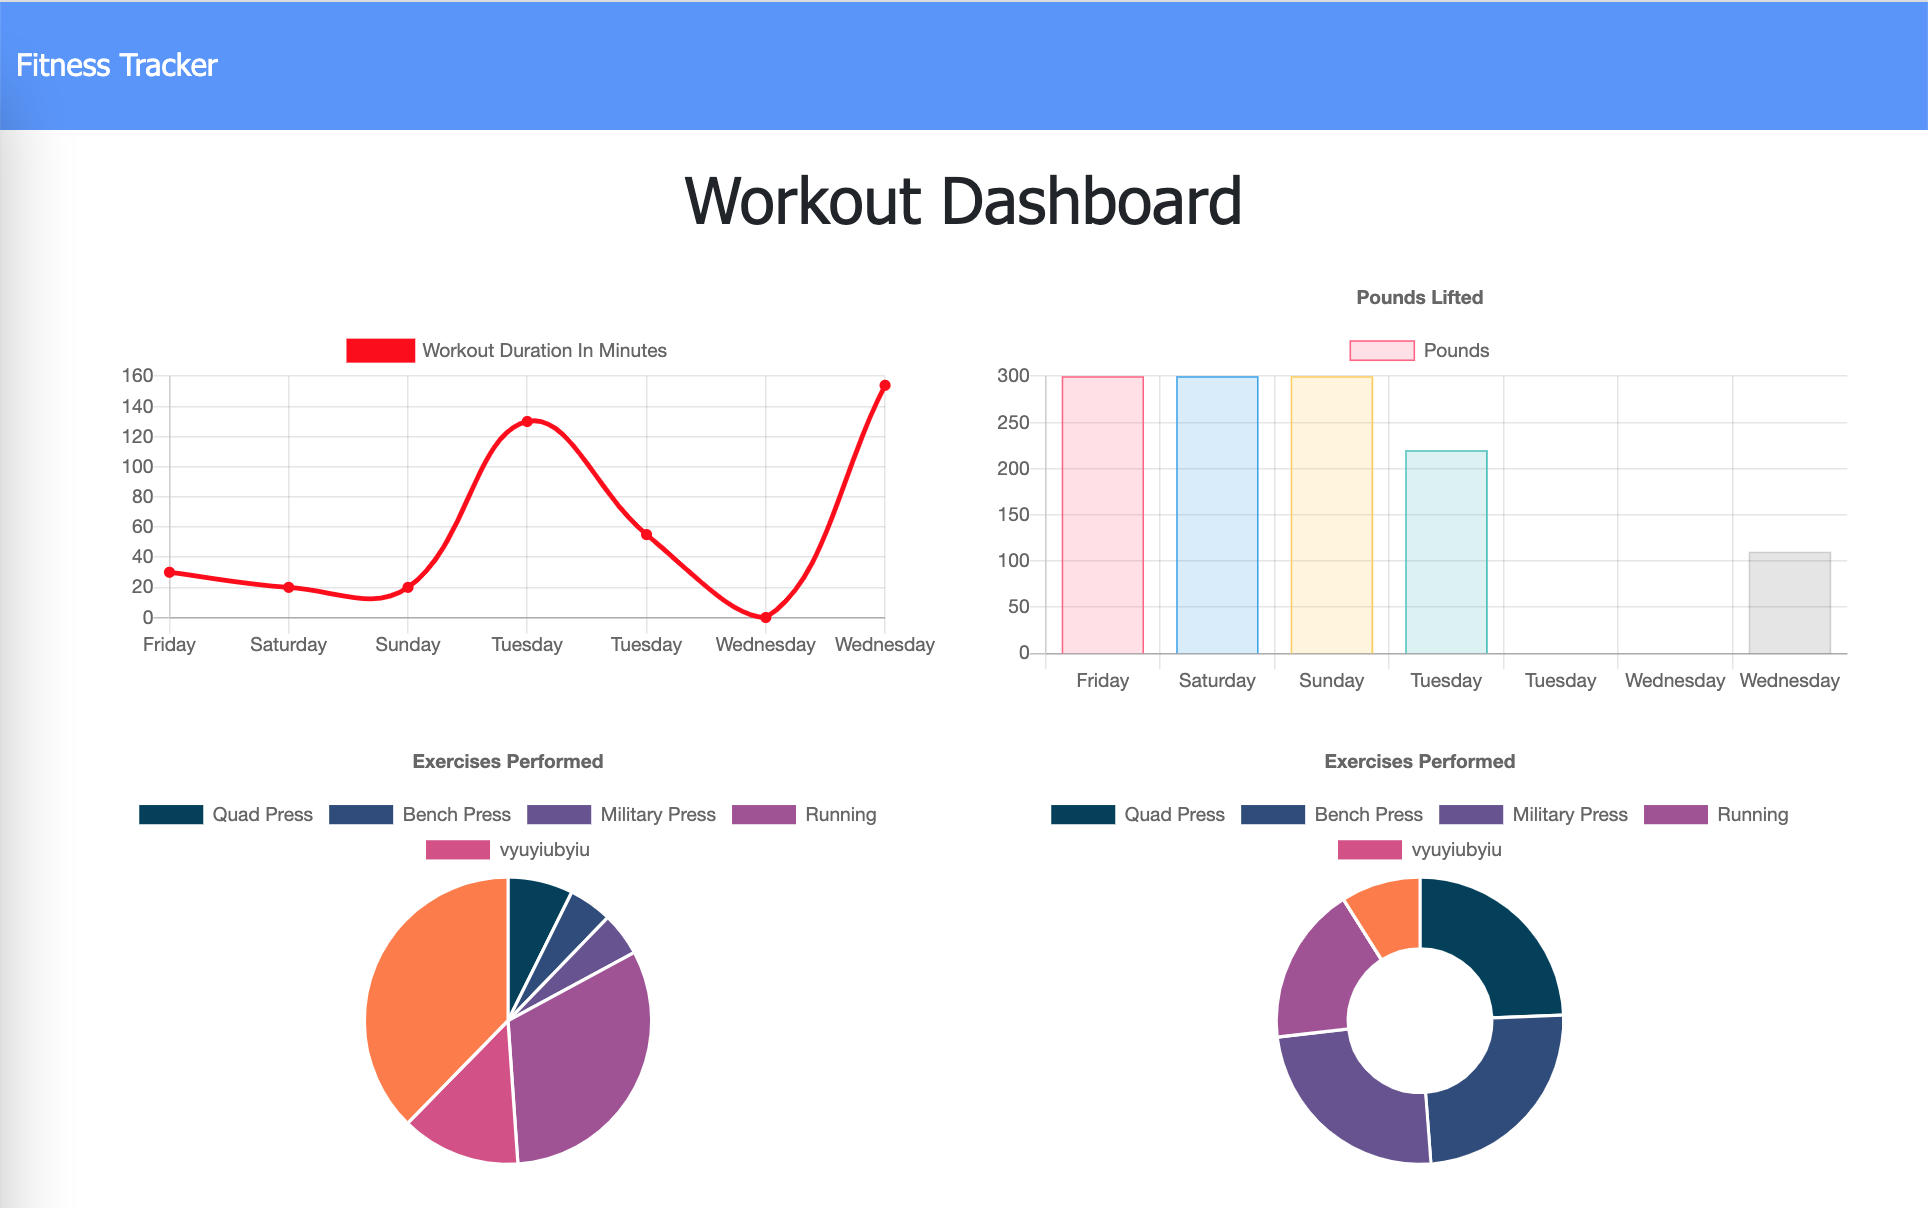 Fitness Tracker
Workout Dashboard
Workout Duration In Minutes
160
140
120
100
80
60
40
20
0
Friday Saturday Sunday Tuesday Tuesday Wednesday Wednesday
Pounds Lifted
Pounds
300
250
200
150
100
50
0
Friday Saturday Sunday Tuesday Tuesday Wednesday Wednesday
Exercises Performed
Quad Press Bench Press Military Press Running
vyuyiubyiu
Exercises Performed
Quad Press Bench Press Military Press Running
vyuyiubyiu